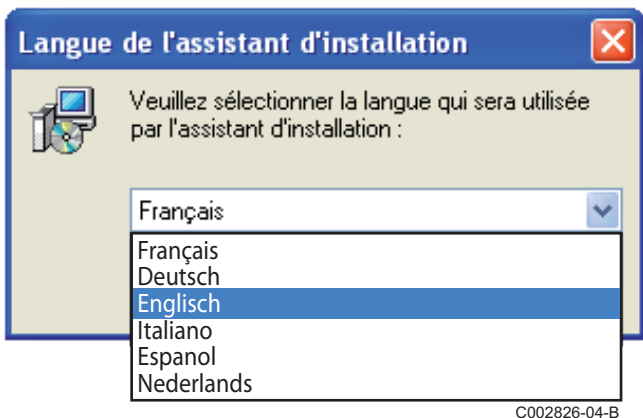 Langue de l'assistant d'installation
Veuillez sélectionner la langue qui sera utilisée
par l'assistant d'installation :
Français
Français
Deutsch
Englisch
Italiano
Espanol
Nederlands
C002826-04-B